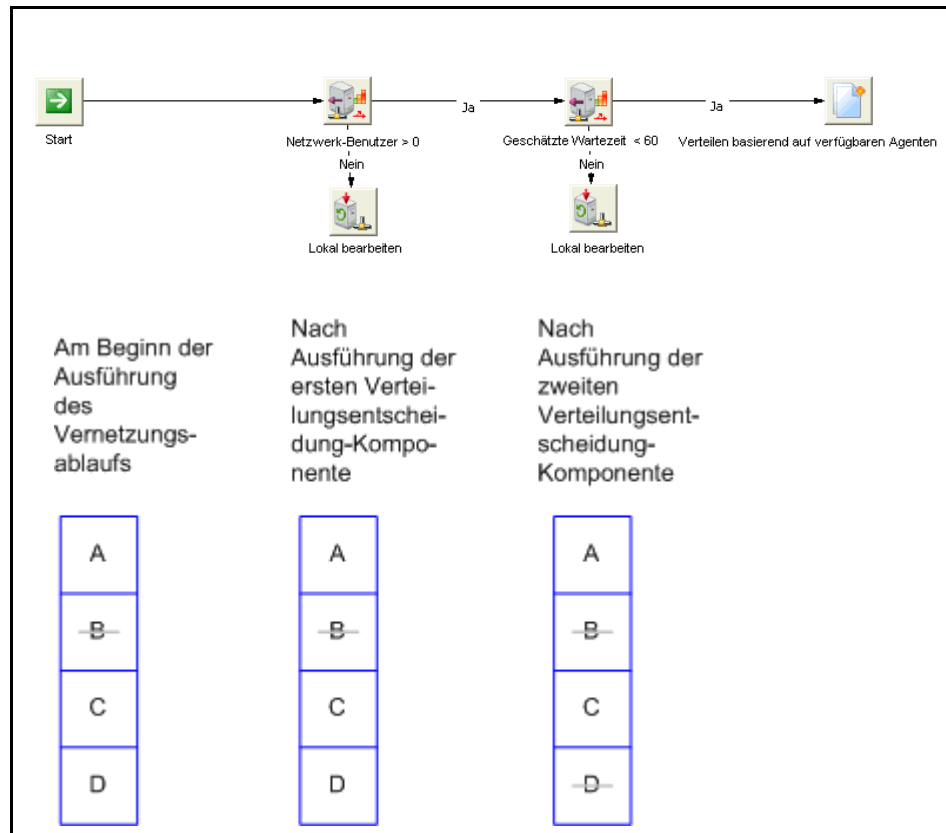 Ja
Ja
Start
Netzwerk-Benutzer > 0
Geschätzte Wartezeit < 60
Verteilen basierend auf verfügbaren Agenten
Nein
Nein
Lokal bearbeiten
Lokal bearbeiten
Am Beginn der
Ausführung
des
Vernetzungs-
ablaufs
Nach
Ausführung der
ersten Vertei-
lungsentschei-
dung-Kompo-
nente
Nach
Ausführung der
zweiten
Verteilungsent-
scheidung-
Komponente
A
B
C
D
A
B
C
D
A
B
C
D